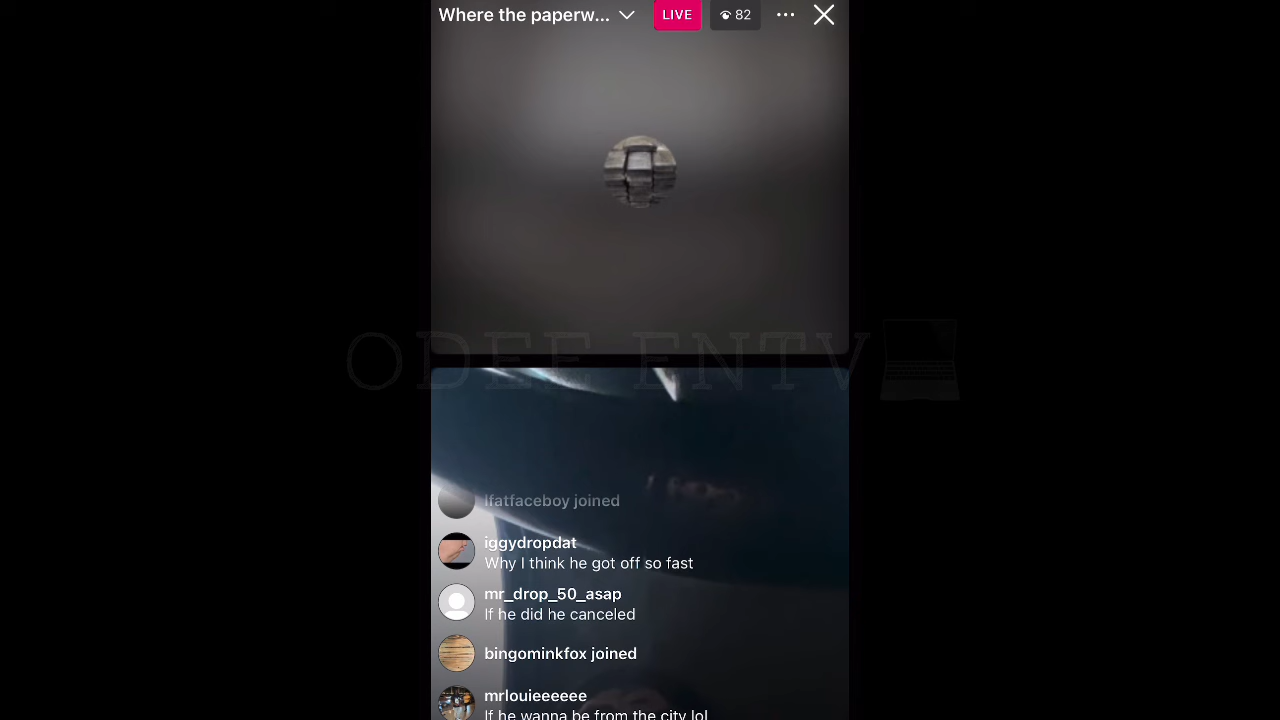 Where the paperw...
LIVE
82
ODEE ENTV
lfatfaceboy joined
iggydropdat
Why I think he got off so fast
mr_drop_50_asap
If he did he canceled
bingominkfox joined
mrlouieeeeee
If he wanna be from the city lol